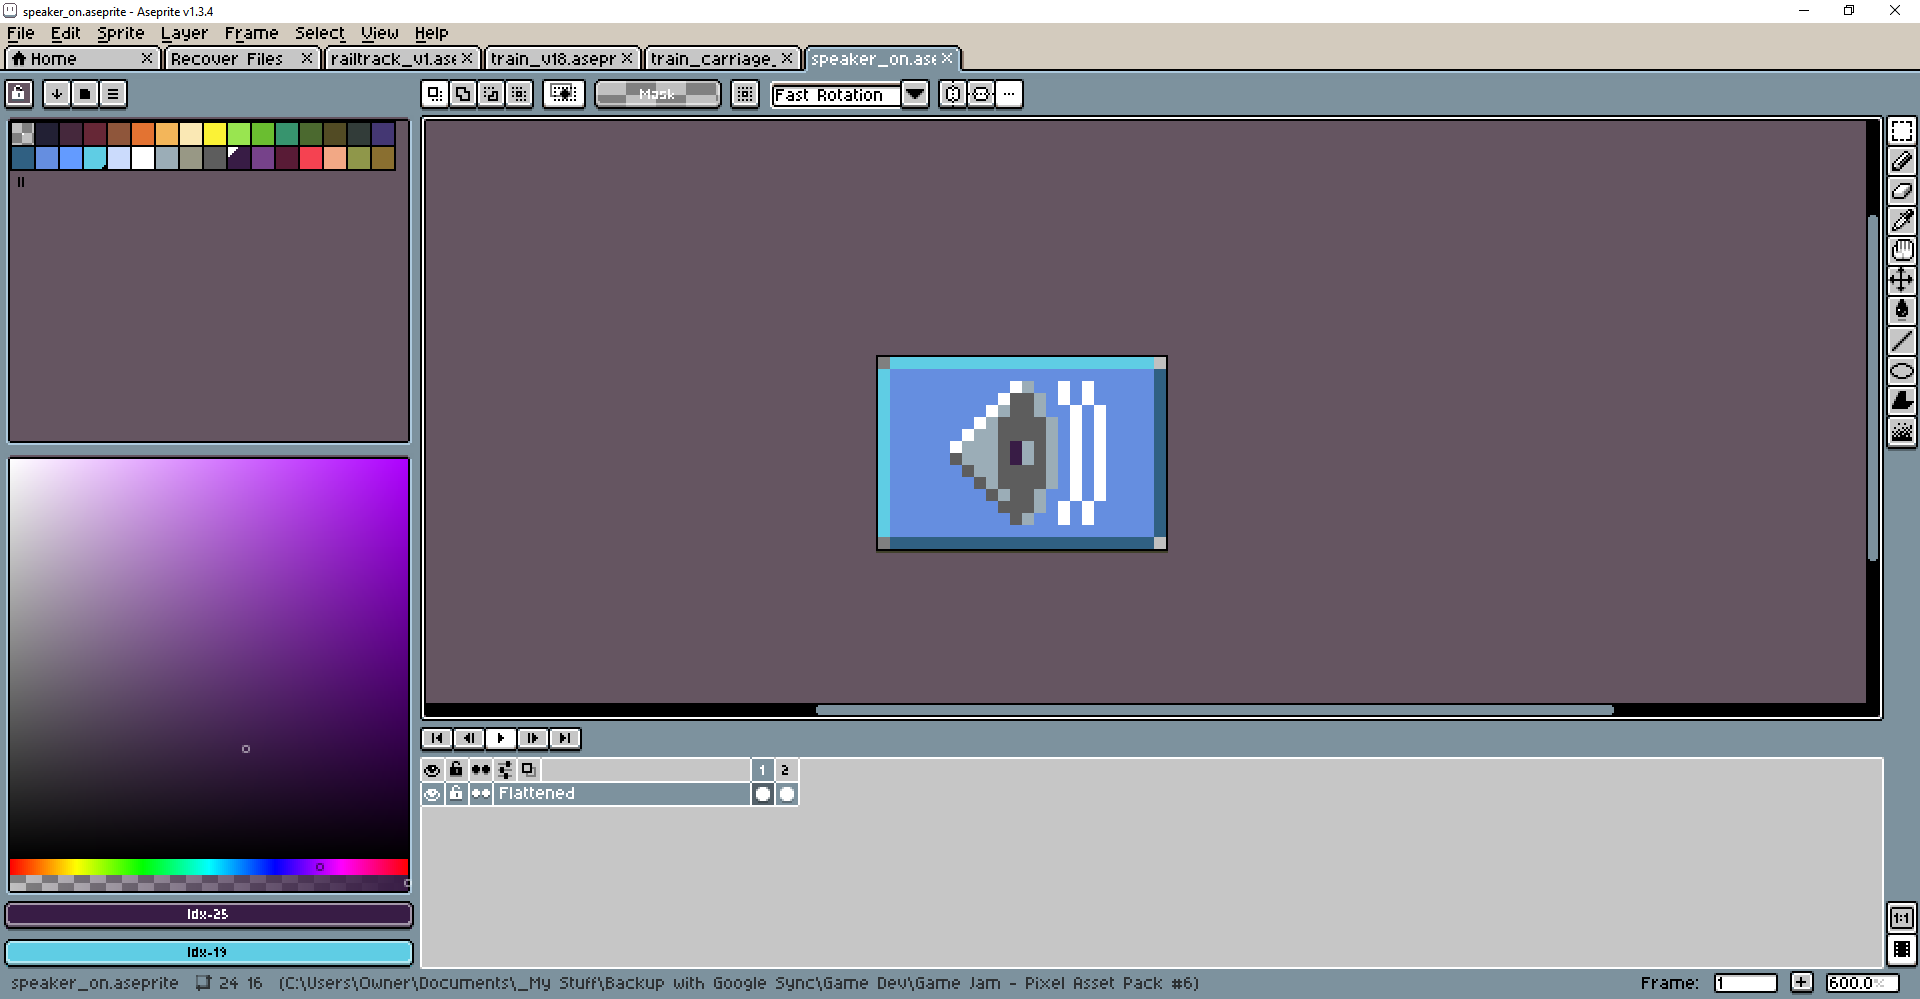 speaker_on.aseprite - Aseprite v1.3.4
File Edit Sprite Layer Frame Select View Help
Home Recover Files railtrack_v1.ase train_v18.asepr train_carriage_ speaker_on.ase
Mask Fast Rotation
1 2
Flattened
Idx-25
Idx-19
1:1
speaker_on.aseprite 24 16 (C:\Users\Owner\Documents\_My Stuff\Backup with Google Sync\Game Dev\Game Jam - Pixel Asset Pack #6) Frame: 1 600.0%